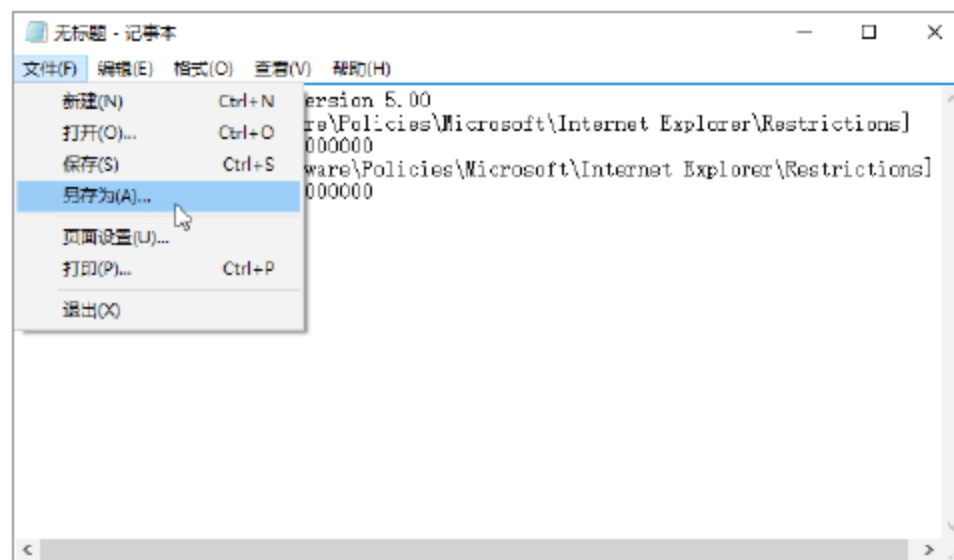 无标题 - 记事本
文件(F) 编辑(E) 格式(O) 查看(V) 帮助(H)
新建(N) Ctrl+N
打开(O)... Ctrl+O
保存(S) Ctrl+S
另存为(A)...
页面设置(U)...
打印(P)... Ctrl+P
退出(X)
ersion 5.00
re\Policies\Microsoft\Internet Explorer\Restrictions]
000000
ware\Policies\Microsoft\Internet Explorer\Restrictions]
000000